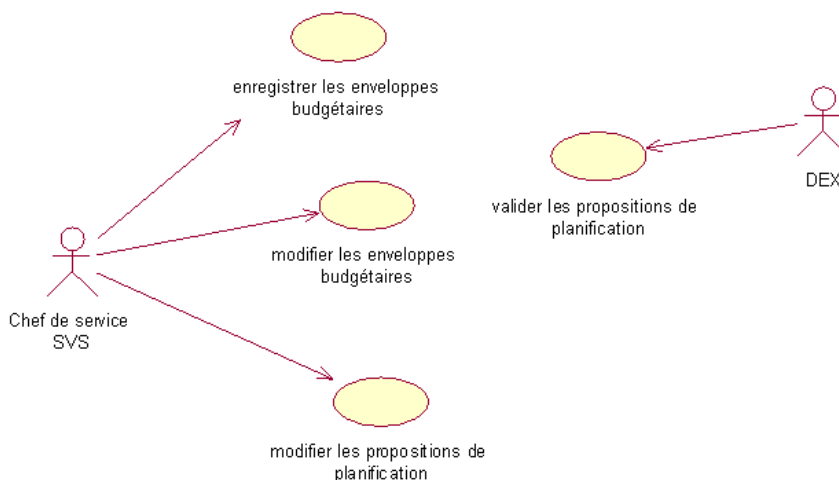 enregistrer les enveloppes
budgétaires
DEX
valider les propositions de
planification
modifier les enveloppes
budgétaires
Chef de service
SVS
modifier les propositions de
planification